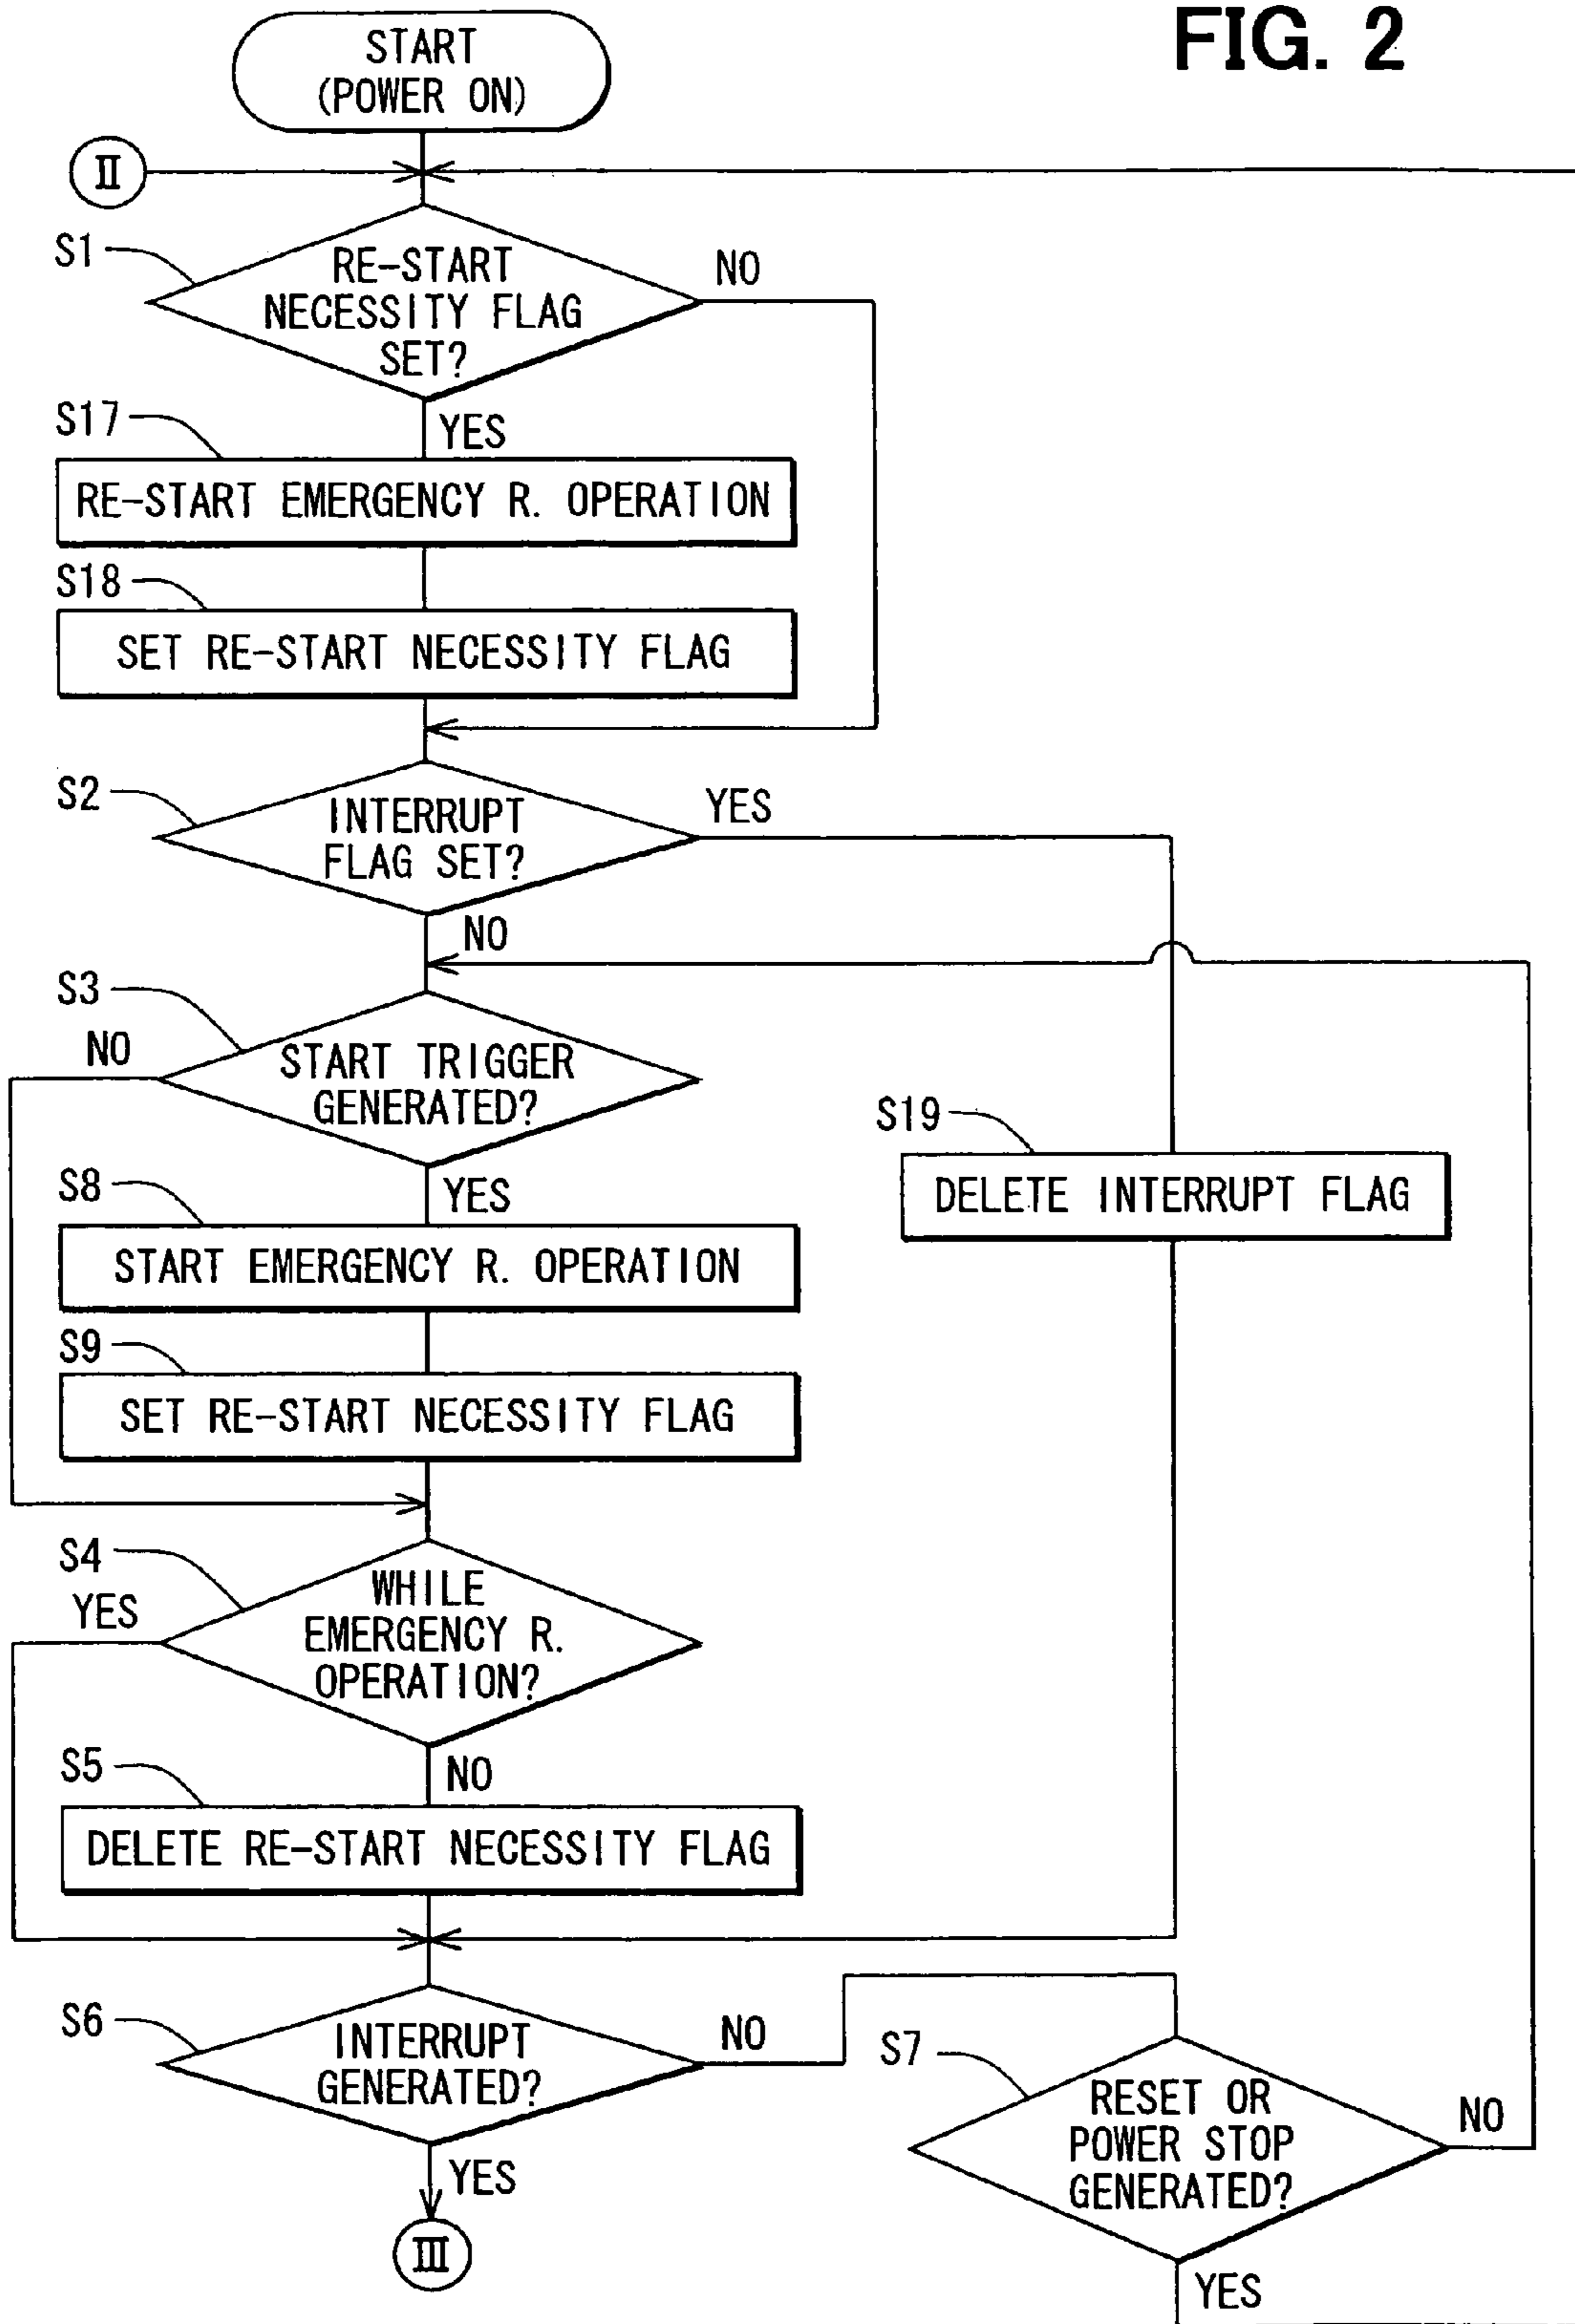 FIG. 2
START
(POWER ON)
II
S1
RE-START
NECESSITY FLAG
SET?
NO
YES
S17
RE-START EMERGENCY R. OPERATION
S18
SET RE-START NECESSITY FLAG
S2
INTERRUPT
FLAG SET?
YES
NO
S3
START TRIGGER
GENERATED?
NO
YES
S19
DELETE INTERRUPT FLAG
S8
START EMERGENCY R. OPERATION
S9
SET RE-START NECESSITY FLAG
S4
WHILE
EMERGENCY R.
OPERATION?
YES
NO
S5
DELETE RE-START NECESSITY FLAG
S6
INTERRUPT
GENERATED?
NO
YES
III
S7
RESET OR
POWER STOP
GENERATED?
NO
YES